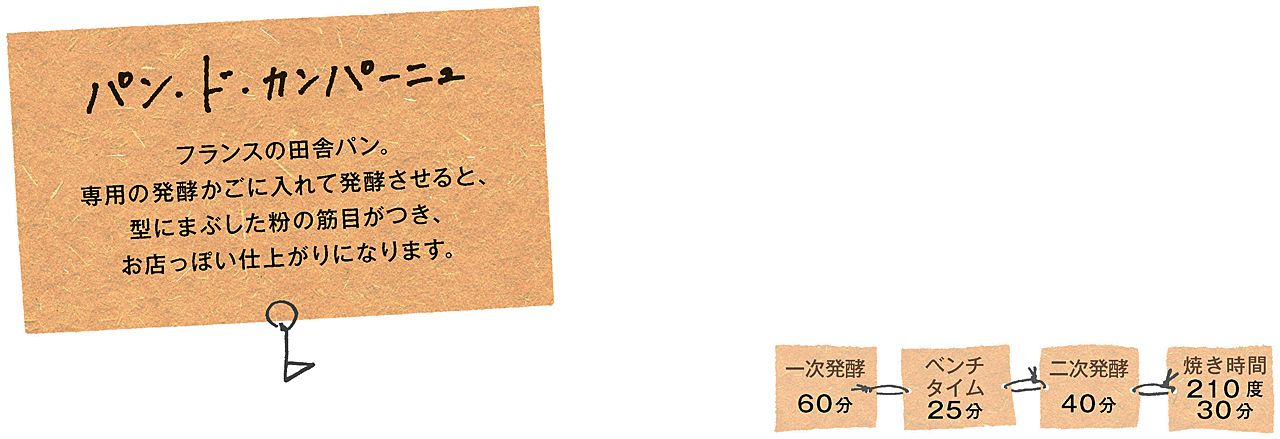 パン・ド・カンパーニュ
フランスの田舎パン。
専用の発酵かごに入れて発酵させると、
型にまぶした粉の筋目がつき、
お店っぽい仕上がりになります。
一次発酵
60分
ベンチ
タイム
25分
二次発酵
40分
焼き時間
210度
30分